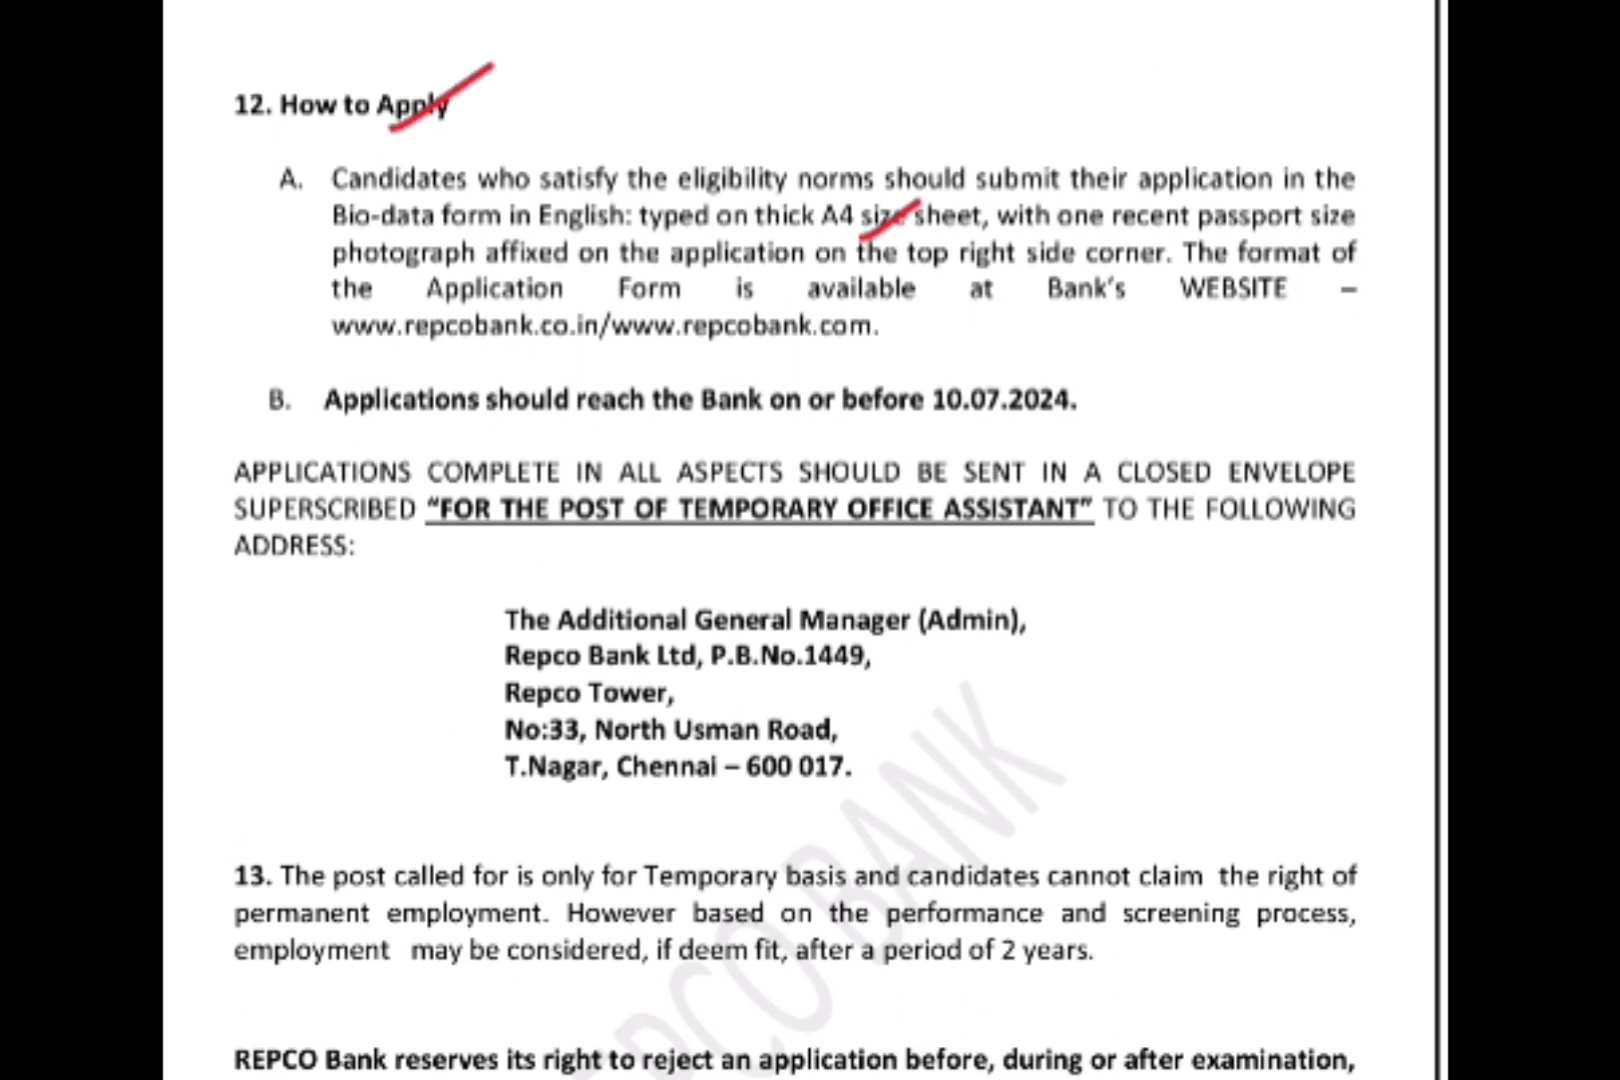 12. How to Apply
A. Candidates who satisfy the eligibility norms should submit their application in the
Bio-data form in English: typed on thick A4 size sheet, with one recent passport size
photograph affixed on the application on the top right side corner. The format of
the Application Form is available at Bank's WEBSITE –
www.repcobank.co.in/www.repcobank.com.
B. Applications should reach the Bank on or before 10.07.2024.
APPLICATIONS COMPLETE IN ALL ASPECTS SHOULD BE SENT IN A CLOSED ENVELOPE
SUPERSCRIBED "FOR THE POST OF TEMPORARY OFFICE ASSISTANT" TO THE FOLLOWING
ADDRESS:
The Additional General Manager (Admin),
Repco Bank Ltd, P.B.No.1449,
Repco Tower,
No:33, North Usman Road,
T.Nagar, Chennai – 600 017.
13. The post called for is only for Temporary basis and candidates cannot claim the right of
permanent employment. However based on the performance and screening process,
employment may be considered, if deem fit, after a period of 2 years.
REPCO Bank reserves its right to reject an application before, during or after examination,
EPCO BANK